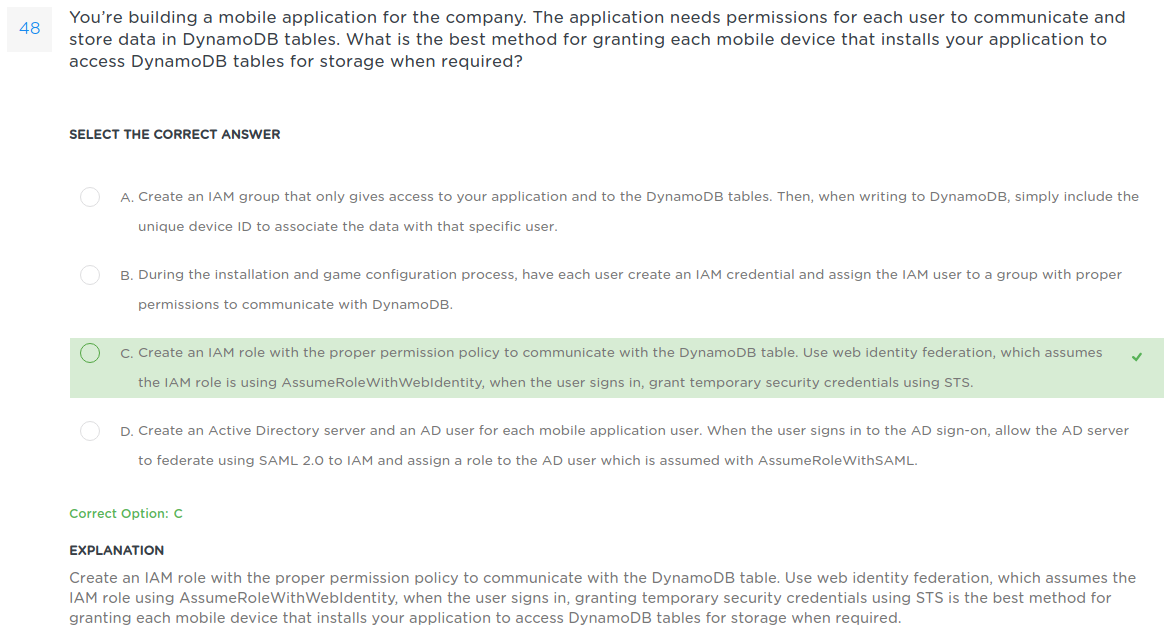 48
You’re building a mobile application for the company. The application needs permissions for each user to communicate and
store data in DynamoDB tables. What is the best method for granting each mobile device that installs your application to
access DynamoDB tables for storage when required?
SELECT THE CORRECT ANSWER
A. Create an IAM group that only gives access to your application and to the DynamoDB tables. Then, when writing to DynamoDB, simply include the
unique device ID to associate the data with that specific user.
B. During the installation and game configuration process, have each user create an IAM credential and assign the IAM user to a group with proper
permissions to communicate with DynamoDB.
C. Create an IAM role with the proper permission policy to communicate with the DynamoDB table. Use web identity federation, which assumes
the IAM role is using AssumeRoleWithWebIdentity, when the user signs in, grant temporary security credentials using STS.
D. Create an Active Directory server and an AD user for each mobile application user. When the user signs in to the AD sign-on, allow the AD server
to federate using SAML 2.0 to IAM and assign a role to the AD user which is assumed with AssumeRoleWithSAML.
Correct Option: C
EXPLANATION
Create an IAM role with the proper permission policy to communicate with the DynamoDB table. Use web identity federation, which assumes the
IAM role using AssumeRoleWithWebIdentity, when the user signs in, granting temporary security credentials using STS is the best method for
granting each mobile device that installs your application to access DynamoDB tables for storage when required.